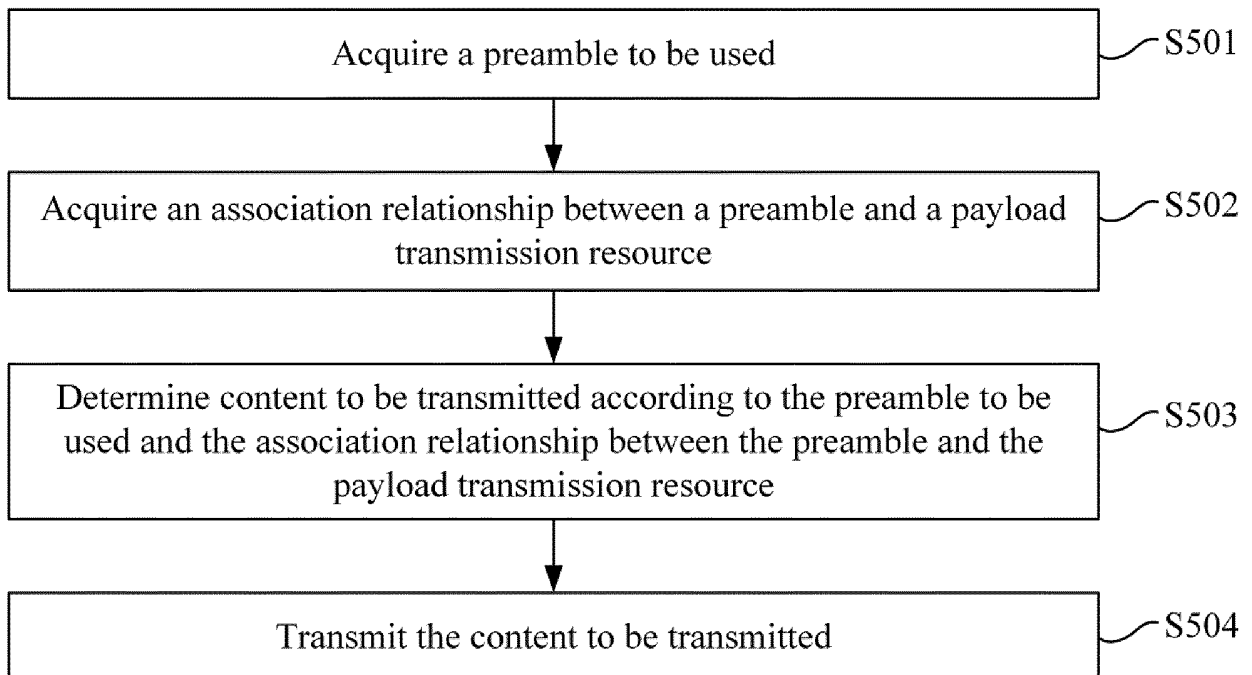 Acquire a preamble to be used
S501
Acquire an association relationship between a preamble and a payload
transmission resource
S502
Determine content to be transmitted according to the preamble to be
used and the association relationship between the preamble and the
payload transmission resource
S503
Transmit the content to be transmitted
S504